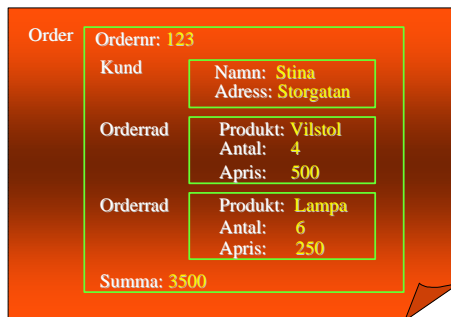 Order
Ordernr: 123
Kund
Namn: Stina
Adress: Storgatan
Orderrad
Produkt: Vilstol
Antal: 4
Apris: 500
Orderrad
Produkt: Lampa
Antal: 6
Apris: 250
Summa: 3500